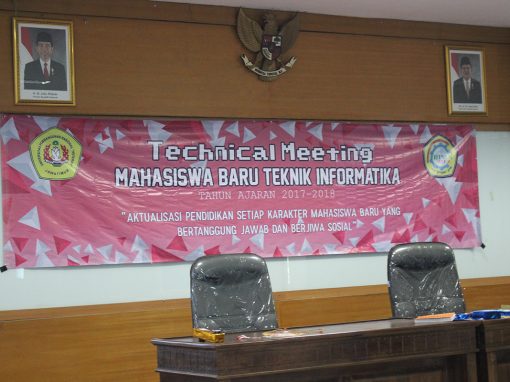 Technical Meeting
MAHASISWA BARU TEKNIK INFORMATIKA
TAHUN AJARAN 2017-2018
"AKTUALISASI PENDIDIKAN SETIAP KARAKTER MAHASISWA BARU YANG
BERTANGGUNG JAWAB DAN BERJIWA SOSIAL"